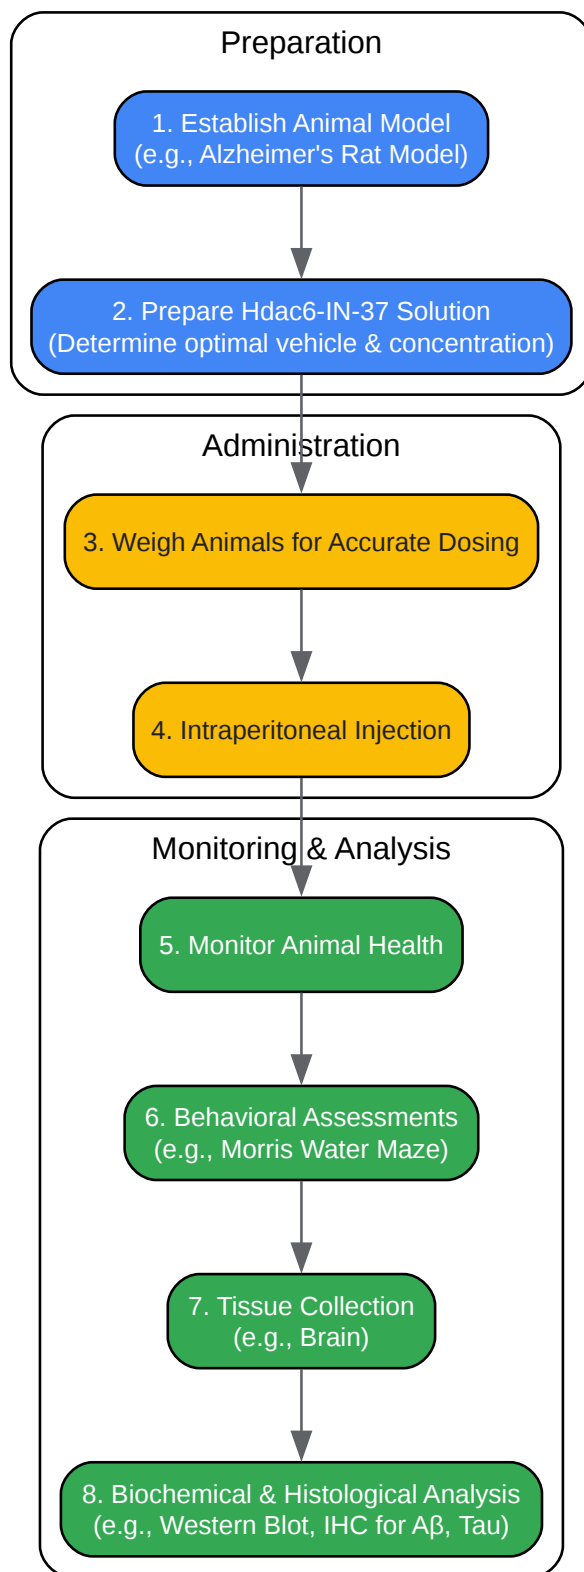 Preparation
1. Establish Animal Model
(e.g., Alzheimer's Rat Model)
2. Prepare Hdac6-IN-37 Solution
(Determine optimal vehicle & concentration)
Administration
3. Weigh Animals for Accurate Dosing
4. Intraperitoneal Injection
Monitoring & Analysis
5. Monitor Animal Health
6. Behavioral Assessments
(e.g., Morris Water Maze)
7. Tissue Collection
(e.g., Brain)
8. Biochemical & Histological Analysis
(e.g., Western Blot, IHC for Aβ, Tau)